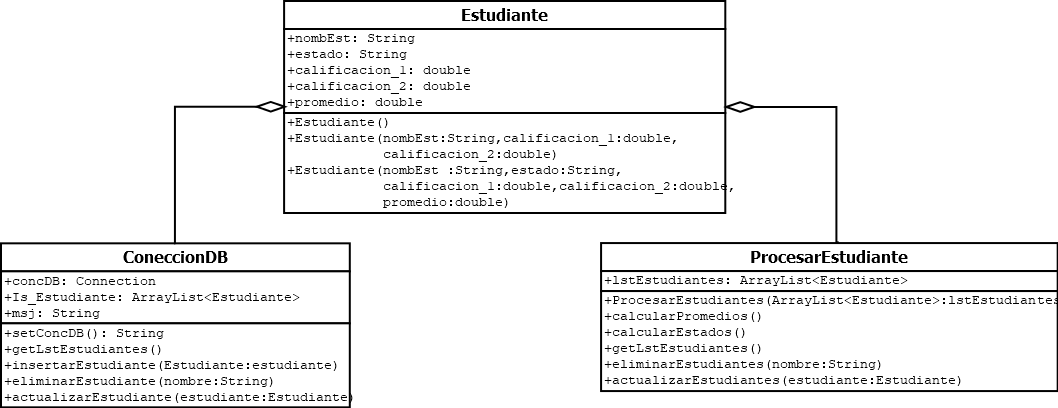 Estudiante
+nombEst: String
+estado: String
+calificacion_1: double
+calificacion_2: double
+promedio: double
+Estudiante()
+Estudiante(nombEst:String,calificacion_1:double,
calificacion_2:double)
+Estudiante(nombEst :String,estado:String,
calificacion_1:double,calificacion_2:double,
promedio:double)
ConeccionDB
+concDB: Connection
+Is_Estudiante: ArrayList<Estudiante>
+msj: String
+setConcDB(): String
+getLstEstudiantes()
+insertarEstudiante(Estudiante:estudiante)
+eliminarEstudiante(nombre:String)
+actualizarEstudiante(estudiante:Estudiante)
ProcesarEstudiante
+lstEstudiantes: ArrayList<Estudiante>
+ProcesarEstudiantes(ArrayList<Estudiante>:lstEstudiantes
+calcularPromedios()
+calcularEstados()
+getLstEstudiantes()
+eliminarEstudiantes(nombre:String)
+actualizarEstudiantes(estudiante:Estudiante)